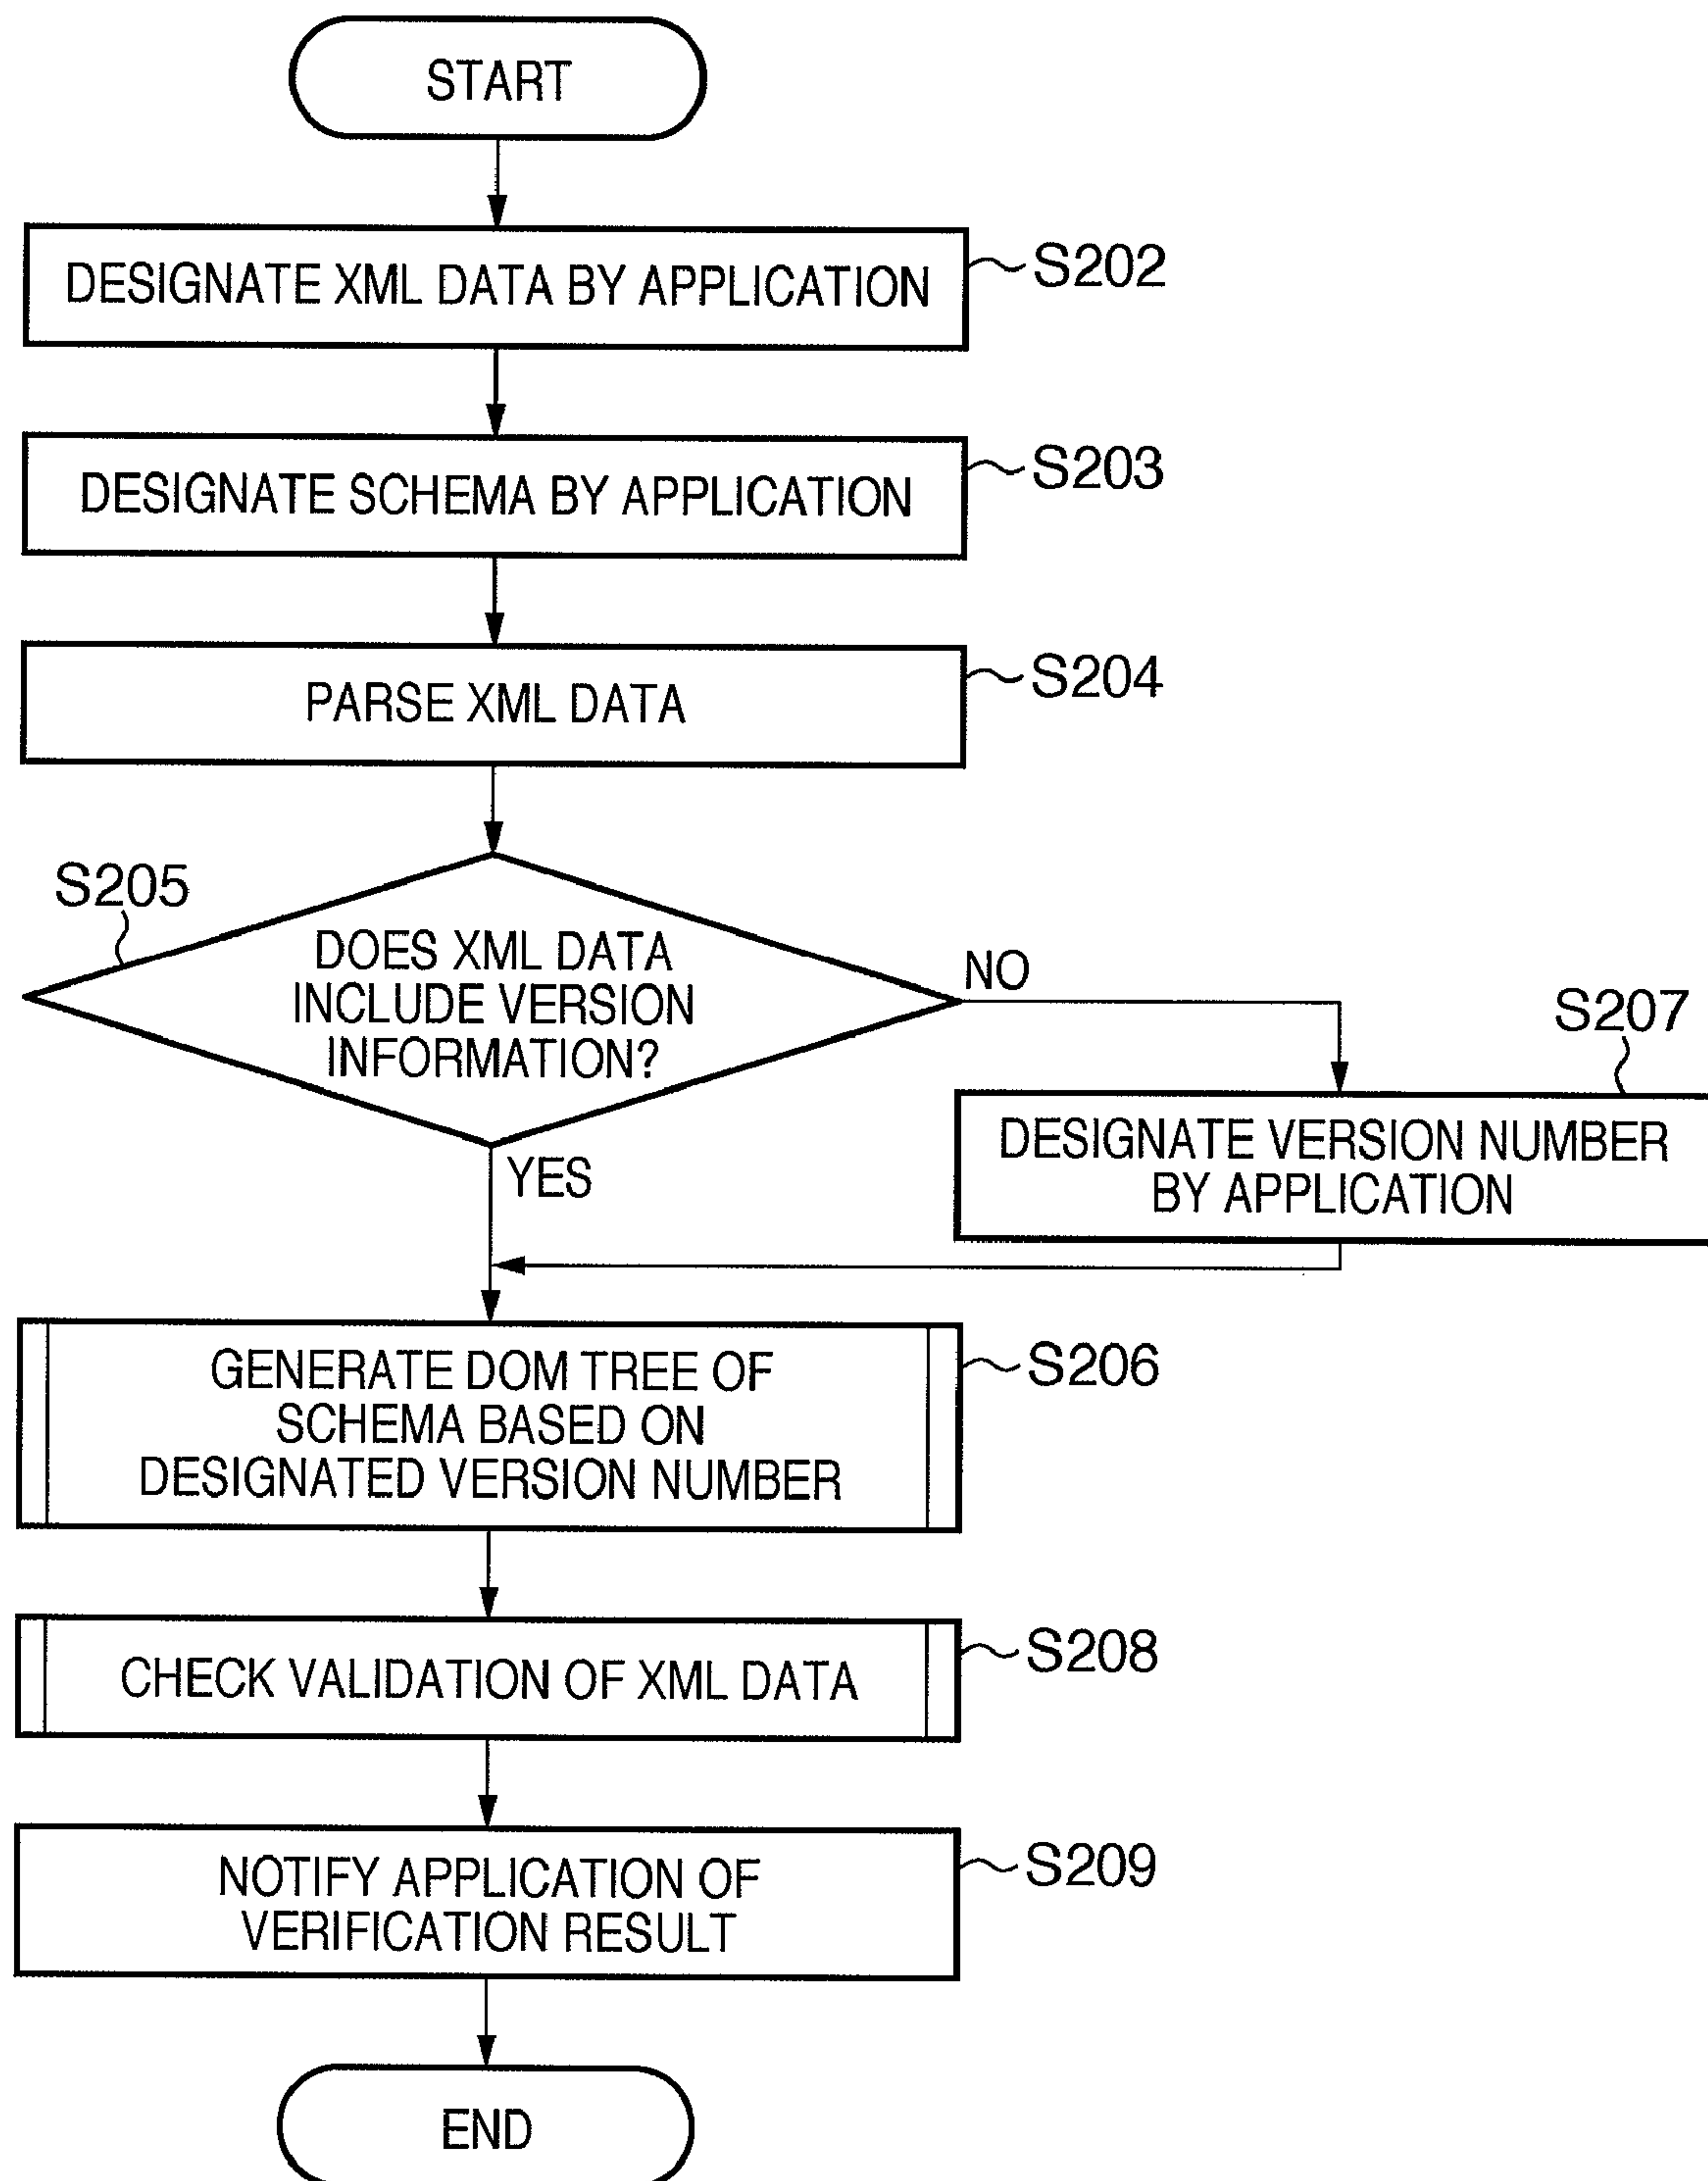 START
DESIGNATE XML DATA BY APPLICATION
S202
DESIGNATE SCHEMA BY APPLICATION
S203
PARSE XML DATA
S204
S205
DOES XML DATA
INCLUDE VERSION
INFORMATION?
NO
YES
S207
DESIGNATE VERSION NUMBER
BY APPLICATION
GENERATE DOM TREE OF
SCHEMA BASED ON
DESIGNATED VERSION NUMBER
S206
CHECK VALIDATION OF XML DATA
S208
NOTIFY APPLICATION OF
VERIFICATION RESULT
S209
END